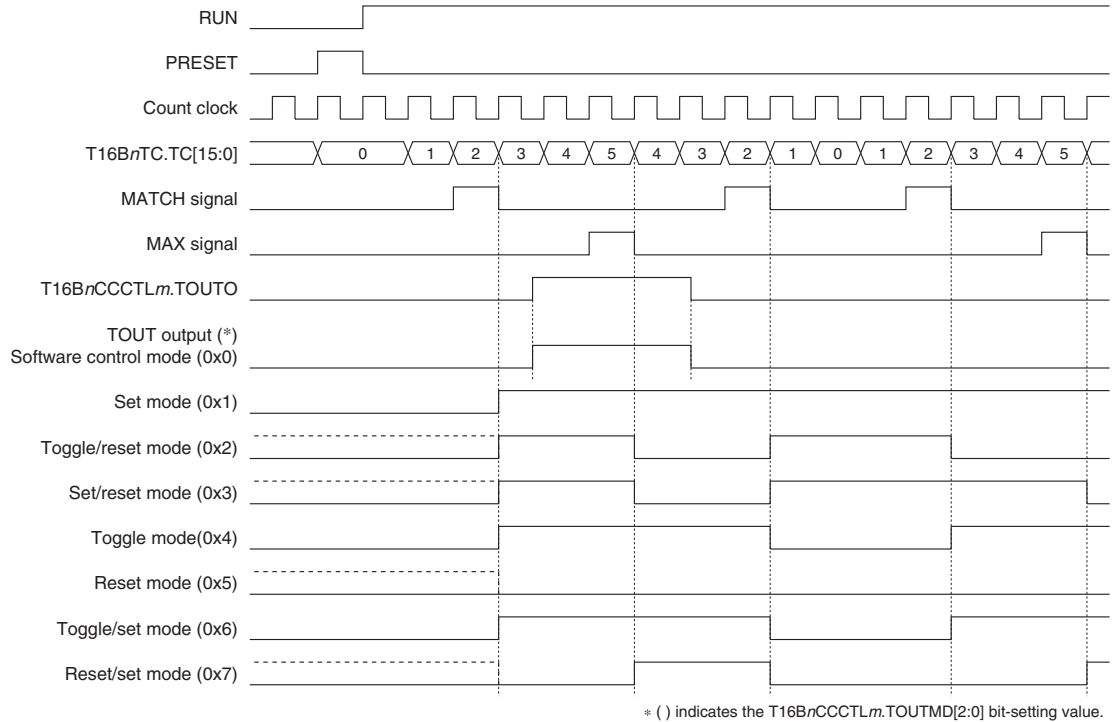 RUN
PRESET
Count clock
T16BnTC.TC[15:0] 0 1 2 3 4 5 4 3 2 1 0 1 2 3 4 5
MATCH signal
MAX signal
T16BnCCCTLm.TOUTO
TOUT output (*)
Software control mode (0x0)
Set mode (0x1)
Toggle/reset mode (0x2)
Set/reset mode (0x3)
Toggle mode(0x4)
Reset mode (0x5)
Toggle/set mode (0x6)
Reset/set mode (0x7)
* ( ) indicates the T16BnCCCTLm.TOUTMD[2:0] bit-setting value.